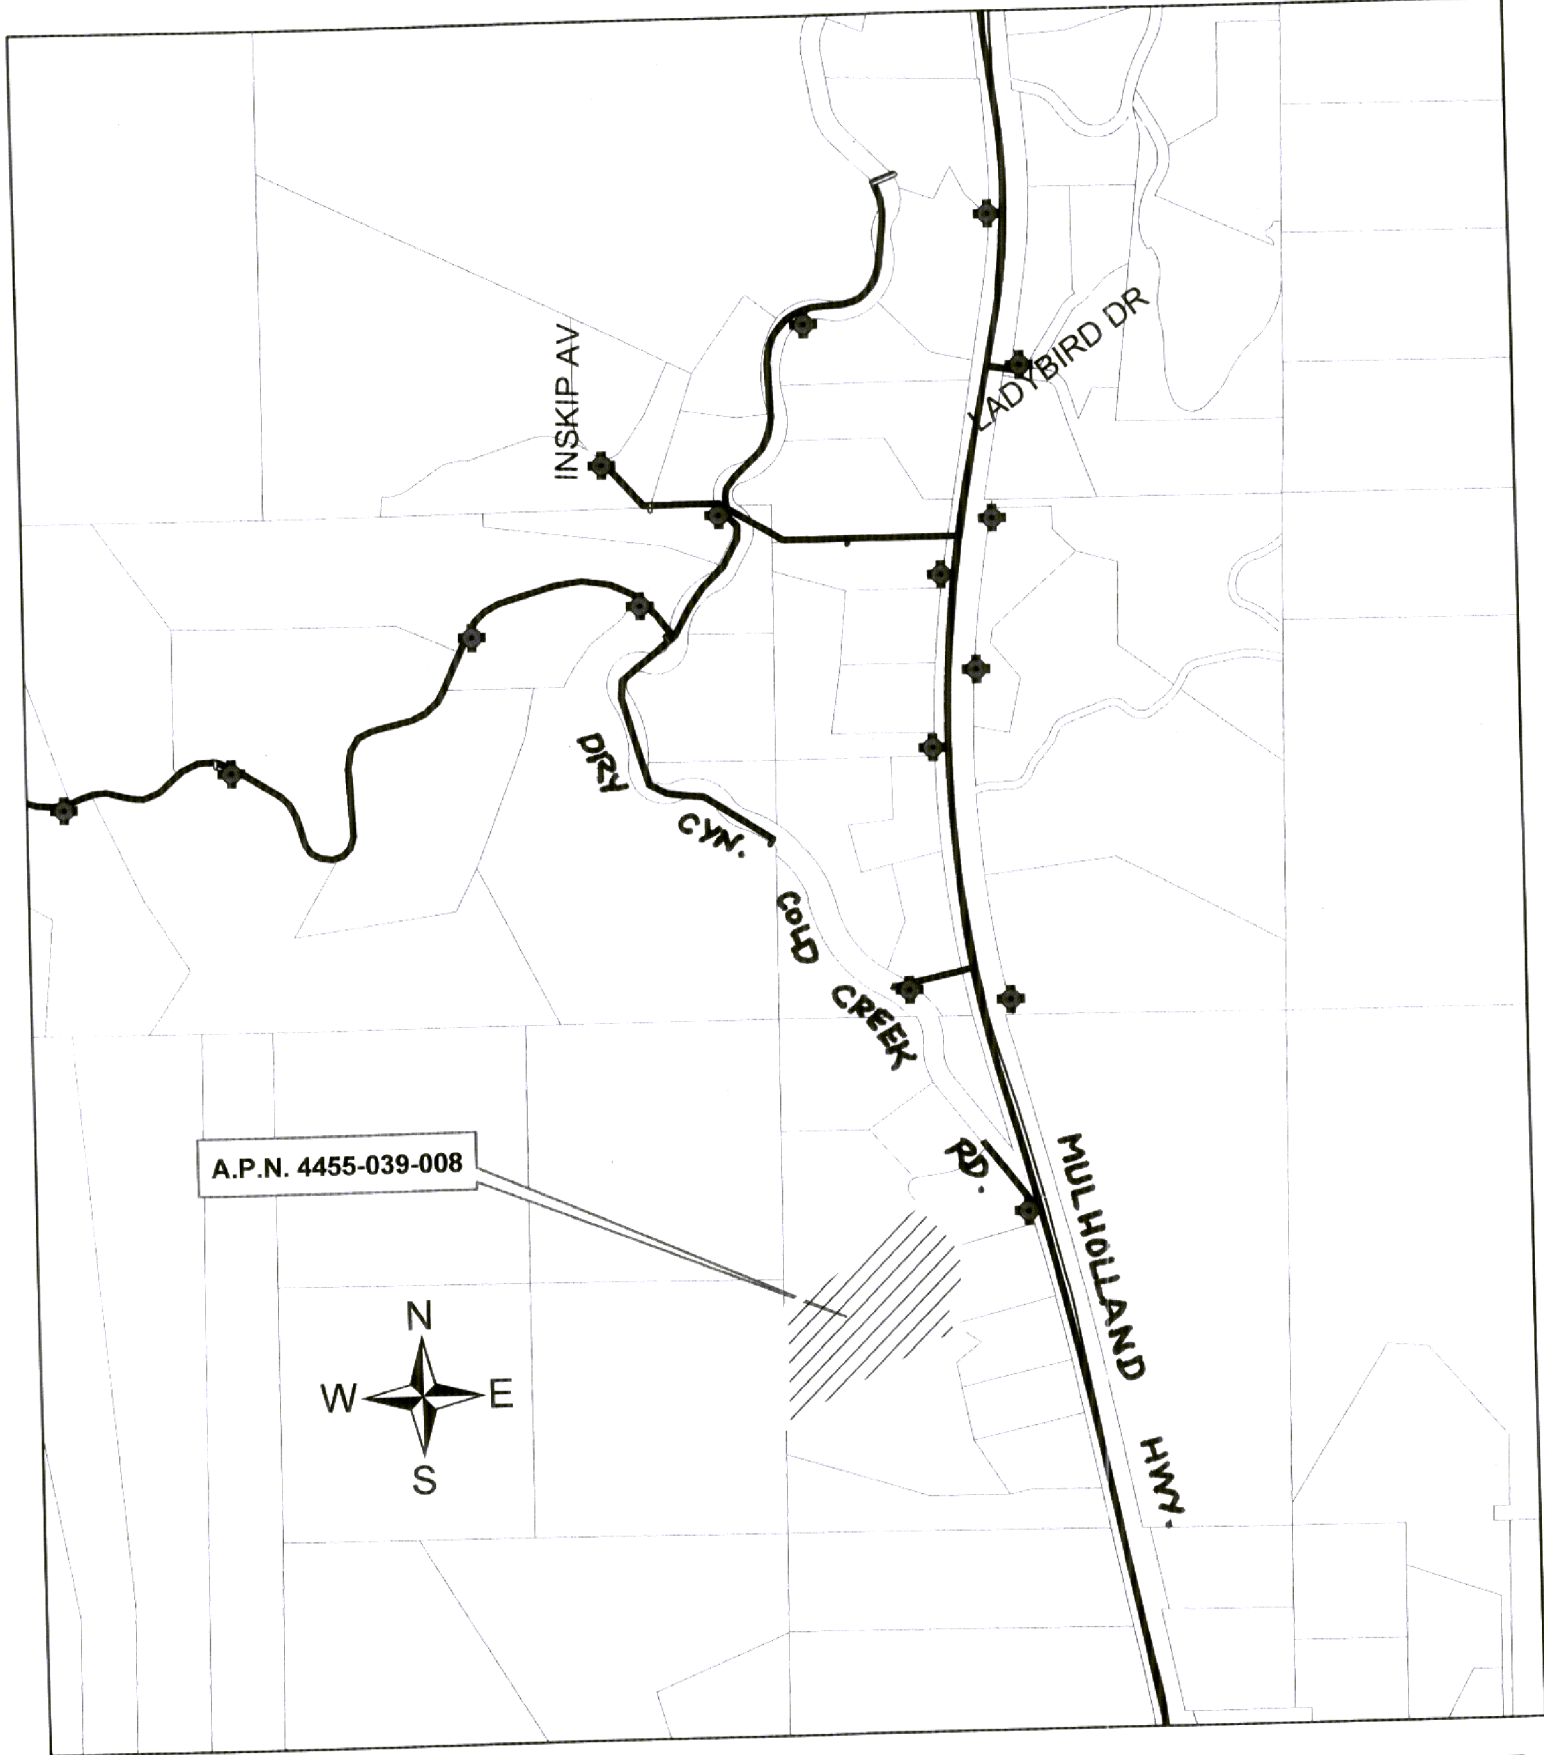 INSKIP AV
LADYBIRD DR
DRY
CYN.
COLD
CREEK
RD.
MULHOLLAND
HWY.
A.P.N. 4455-039-008
N
W E
S